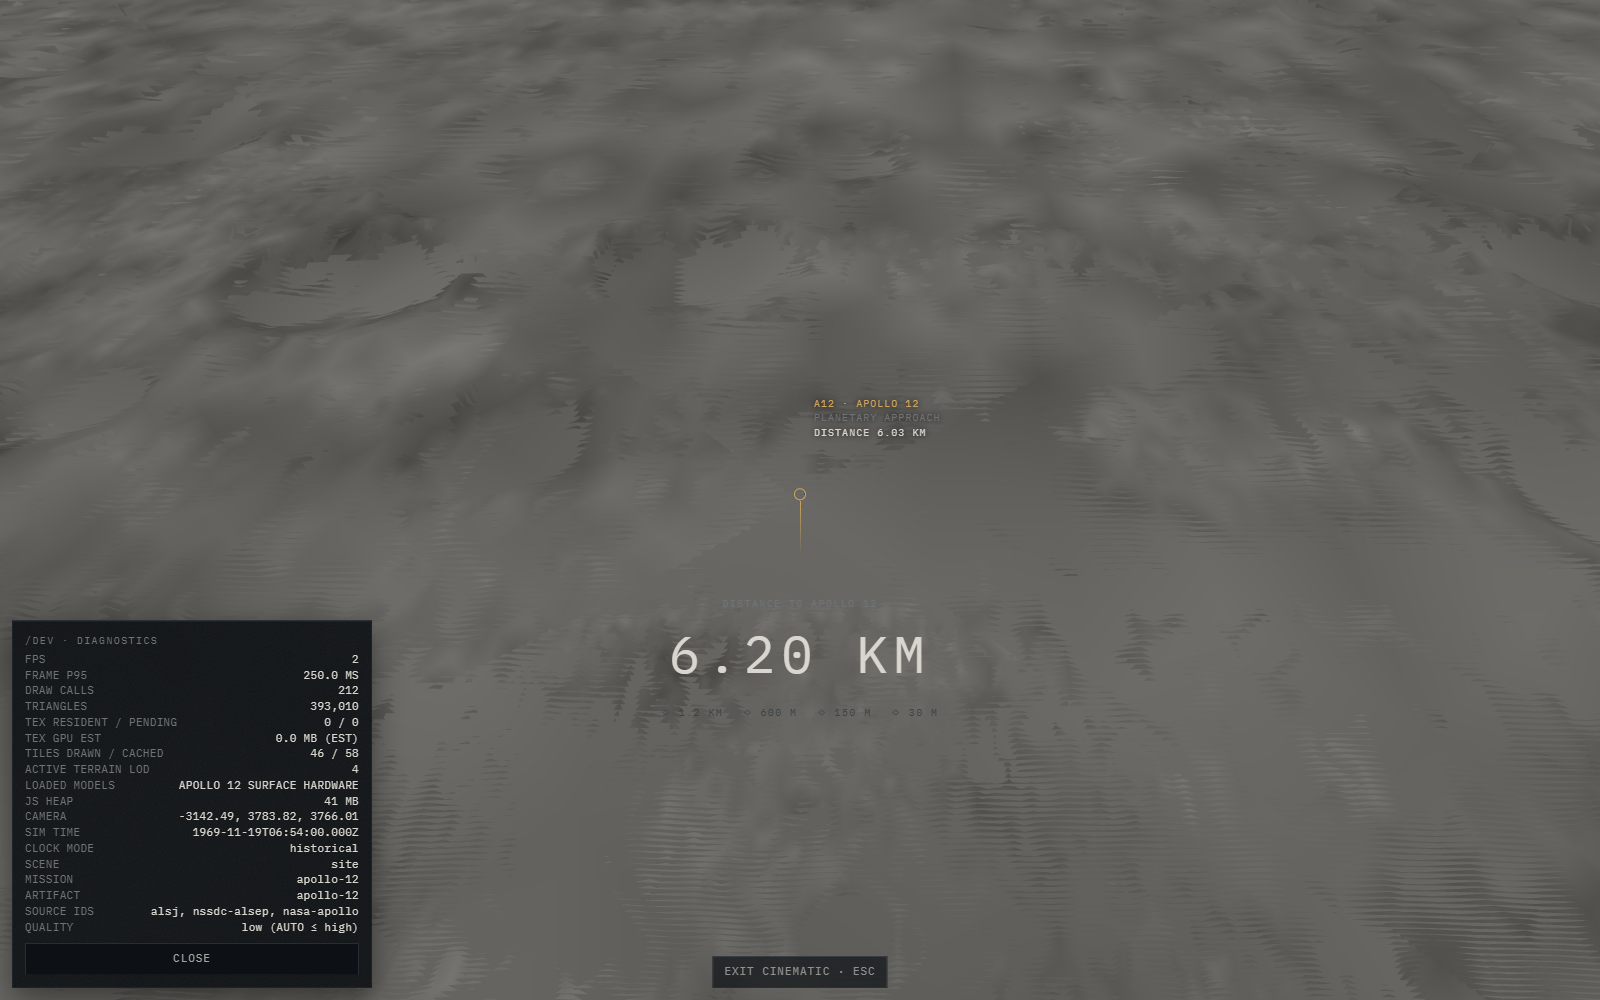 A12 · APOLLO 12
PLANETARY APPROACH
DISTANCE 6.03 KM
DISTANCE TO APOLLO 12
6.20 KM
◇ 1.2 KM ◇ 600 M ◇ 150 M ◇ 30 M
/DEV · DIAGNOSTICS
FPS 2
FRAME P95 250.0 MS
DRAW CALLS 212
TRIANGLES 393,010
TEX RESIDENT / PENDING 0 / 0
TEX GPU EST 0.0 MB (EST)
TILES DRAWN / CACHED 46 / 58
ACTIVE TERRAIN LOD 4
LOADED MODELS APOLLO 12 SURFACE HARDWARE
JS HEAP 41 MB
CAMERA -3142.49, 3783.82, 3766.01
SIM TIME 1969-11-19T06:54:00.000Z
CLOCK MODE historical
SCENE site
MISSION apollo-12
ARTIFACT apollo-12
SOURCE IDS alsj, nssdc-alsep, nasa-apollo
QUALITY low (AUTO ≤ high)
CLOSE
EXIT CINEMATIC · ESC